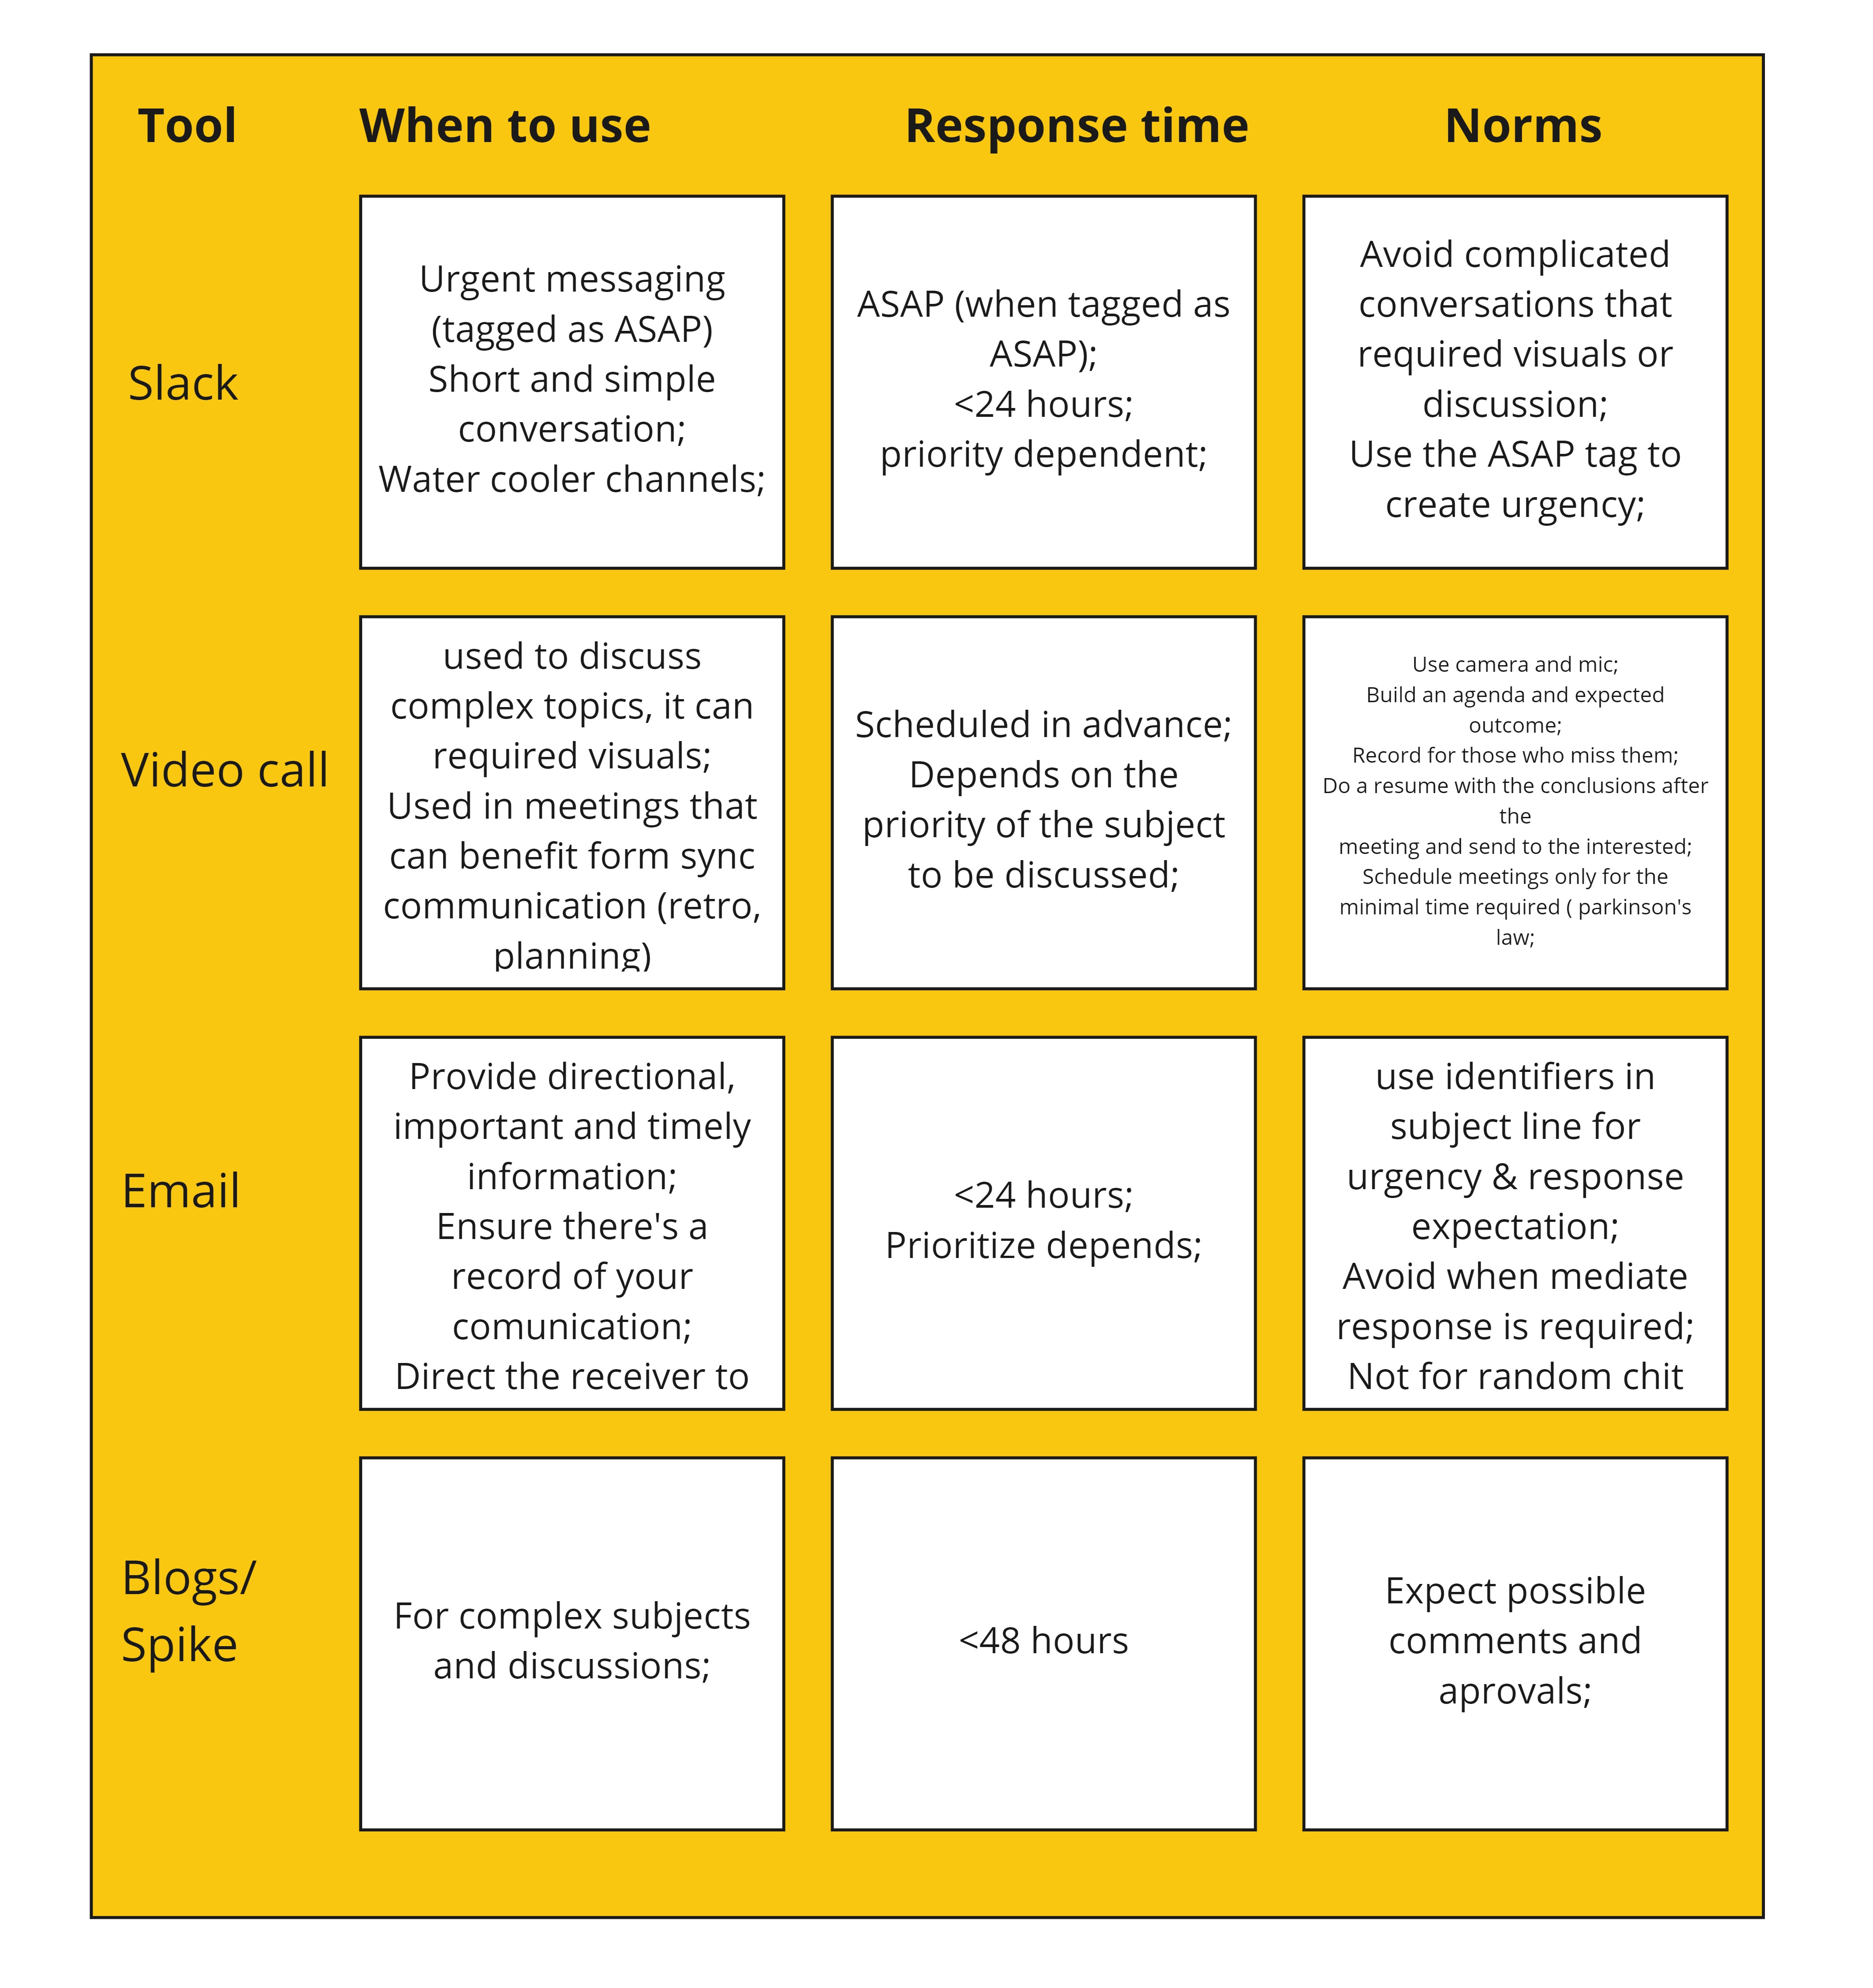 Tool
When to use
Response time
Norms
Slack
Urgent messaging
(tagged as ASAP)
Short and simple
conversation;
Water cooler channels;
ASAP (when tagged as
ASAP);
<24 hours;
priority dependent;
Avoid complicated
conversations that
required visuals or
discussion;
Use the ASAP tag to
create urgency;
Video call
used to discuss
complex topics, it can
required visuals;
Used in meetings that
can benefit form sync
communication (retro,
planning)
Scheduled in advance;
Depends on the
priority of the subject
to be discussed;
Use camera and mic;
Build an agenda and expected
outcome;
Record for those who miss them;
Do a resume with the conclusions after
the
meeting and send to the interested;
Schedule meetings only for the
minimal time required ( parkinson's
law;
Email
Provide directional,
important and timely
information;
Ensure there's a
record of your
comunication;
Direct the receiver to
<24 hours;
Prioritize depends;
use identifiers in
subject line for
urgency & response
expectation;
Avoid when mediate
response is required;
Not for random chit
Blogs/
Spike
For complex subjects
and discussions;
<48 hours
Expect possible
comments and
aprovals;